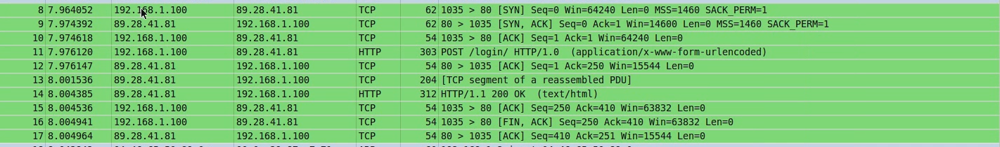 8 7.964052 192.168.1.100 89.28.41.81 TCP 62 1035 > 80 [SYN] Seq=0 Win=64240 Len=0 MSS=1460 SACK_PERM=1
9 7.974392 89.28.41.81 192.168.1.100 TCP 62 80 > 1035 [SYN, ACK] Seq=0 Ack=1 Win=14600 Len=0 MSS=1460 SACK_PERM=1
10 7.974618 192.168.1.100 89.28.41.81 TCP 54 1035 > 80 [ACK] Seq=1 Ack=1 Win=64240 Len=0
11 7.976120 192.168.1.100 89.28.41.81 HTTP 303 POST /login/ HTTP/1.0 (application/x-www-form-urlencoded)
12 7.976147 89.28.41.81 192.168.1.100 TCP 54 80 > 1035 [ACK] Seq=1 Ack=250 Win=15544 Len=0
13 8.001536 89.28.41.81 192.168.1.100 TCP 204 [TCP segment of a reassembled PDU]
14 8.004385 89.28.41.81 192.168.1.100 HTTP 312 HTTP/1.1 200 OK (text/html)
15 8.004536 192.168.1.100 89.28.41.81 TCP 54 1035 > 80 [ACK] Seq=250 Ack=410 Win=63832 Len=0
16 8.004941 192.168.1.100 89.28.41.81 TCP 54 1035 > 80 [FIN, ACK] Seq=250 Ack=410 Win=63832 Len=0
17 8.004964 89.28.41.81 192.168.1.100 TCP 54 80 > 1035 [ACK] Seq=410 Ack=251 Win=15544 Len=0